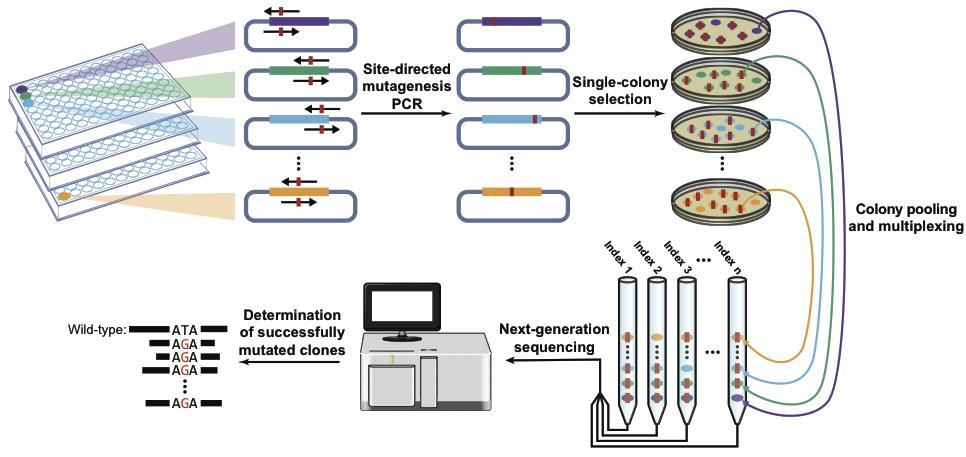 Site-directed
mutagenesis
PCR
Single-colony
selection
Colony pooling
and multiplexing
Index 1
Index 2
Index 3
...
Index n
...
Next-generation
sequencing
Determination
of successfully
mutated clones
Wild-type: ATA
AGA
AGA
AGA
AGA